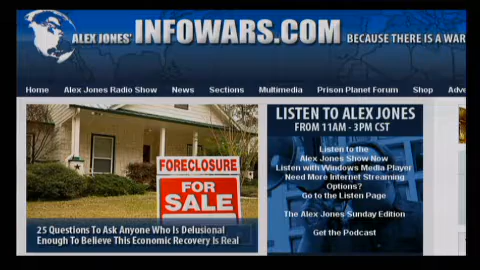 ALEX JONES' INFOWARS.COM BECAUSE THERE IS A WAR
Home Alex Jones Radio Show News Sections Multimedia Prison Planet Forum Shop
FORECLOSURE
FOR
SALE
25 Questions To Ask Anyone Who Is Delusional
Enough To Believe This Economic Recovery Is Real
LISTEN TO ALEX JONES
FROM 11AM - 3PM CST
Listen to the
Alex Jones Show Now
Listen with Windows Media Player
Need More Internet Streaming
Options?
Go to the Listen Page
The Alex Jones Sunday Edition
Get the Podcast